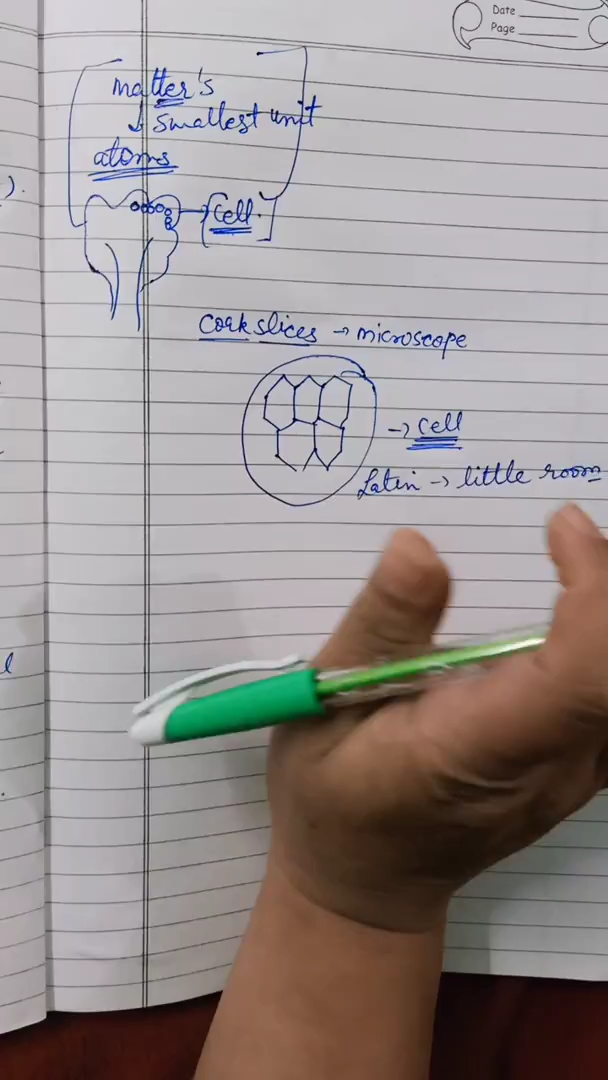 Date
Page
matter's
↓ smallest unit
atoms
→ [cell.]
).
cork slices → microscope
→ cell
Latin → little room
l